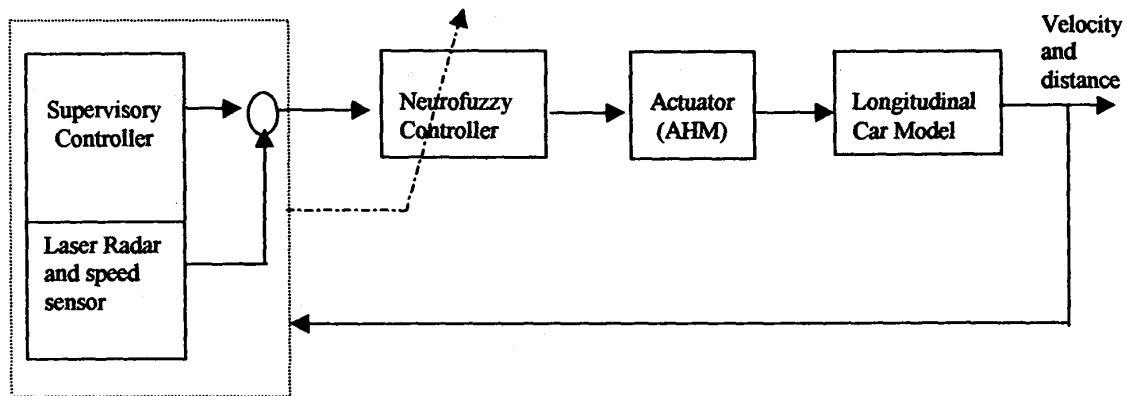 Velocity
and
distance
Supervisory
Controller
Neurofuzzy
Controller
Actuator
(AHM)
Longitudinal
Car Model
Laser Radar
and speed
sensor